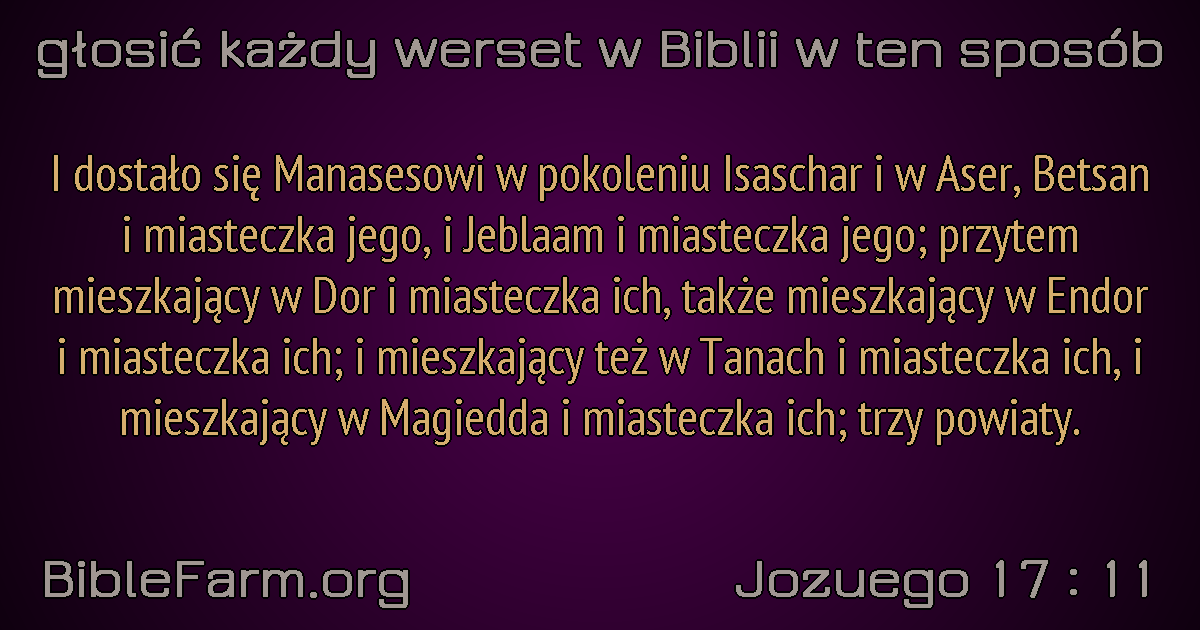 głosić każdy werset w Biblii w ten sposób
I dostało się Manasesowi w pokoleniu Isaschar i w Aser, Betsan
i miasteczka jego, i Jeblaam i miasteczka jego; przytem
mieszkający w Dor i miasteczka ich, także mieszkający w Endor
i miasteczka ich; i mieszkający też w Tanach i miasteczka ich, i
mieszkający w Magiedda i miasteczka ich; trzy powiaty.
BibleFarm.org
Jozuego 17 : 11